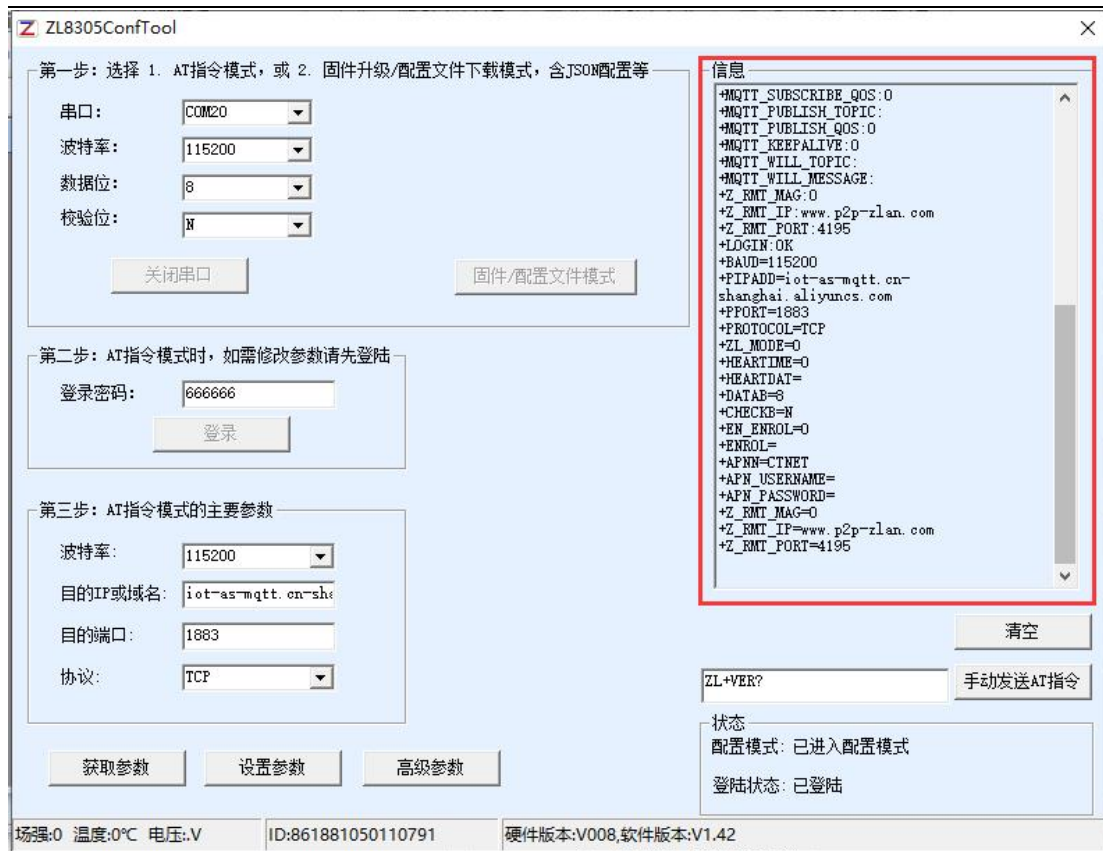 ZL8305ConfTool
第一步：选择 1. AT指令模式，或 2. 固件升级/配置文件下载模式，含JSON配置等
串口：
COM20
波特率：
115200
数据位：
8
校验位：
N
关闭串口
固件/配置文件模式
第二步：AT指令模式时，如需修改参数请先登陆
登录密码：
666666
登录
第三步：AT指令模式的主要参数
波特率：
115200
目的IP或域名：
iot-as-mqtt.cn-sha
目的端口：
1883
协议：
TCP
获取参数
设置参数
高级参数
信息
+MQTT_SUBSCRIBE_QOS:0
+MQTT_PUBLISH_TOPIC:
+MQTT_PUBLISH_QOS:0
+MQTT_KEEPALIVE:0
+MQTT_WILL_TOPIC:
+MQTT_WILL_MESSAGE:
+Z_RMT_MAG:0
+Z_RMT_IP:www.p2p-zlan.com
+Z_RMT_PORT:4195
+LOGIN:OK
+BAUD=115200
+PIPADD=iot-as-mqtt.cn-
shanghai.aliyuncs.com
+PPORT=1883
+PROTOCOL=TCP
+ZL_MODE=0
+HEARTIME=0
+HEARTDAT=
+DATAB=8
+CHECKB=N
+EN_ENROL=0
+ENROL=
+APNN=CTNET
+APN_USERNAME=
+APN_PASSWORD=
+Z_RMT_MAG=0
+Z_RMT_IP=www.p2p-zlan.com
+Z_RMT_PORT=4195
清空
ZL+VER?
手动发送AT指令
状态
配置模式：已进入配置模式
登陆状态：已登陆
场强:0 温度:0℃ 电压:.V
ID:861881050110791
硬件版本:V008,软件版本:V1.42